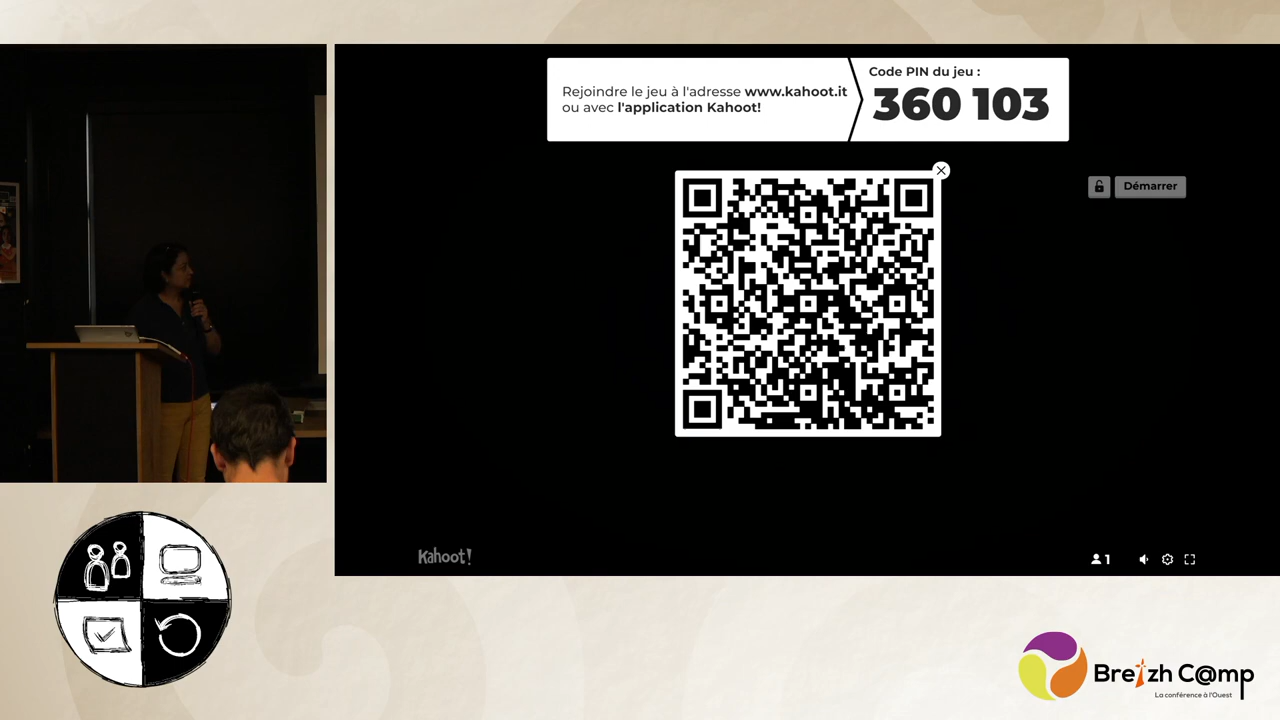 Rejoindre le jeu à l'adresse www.kahoot.it
ou avec l'application Kahoot!
Code PIN du jeu :
360 103
Démarrer
Kahoot!
1
Breizh C@mp
La conférence à l'Ouest